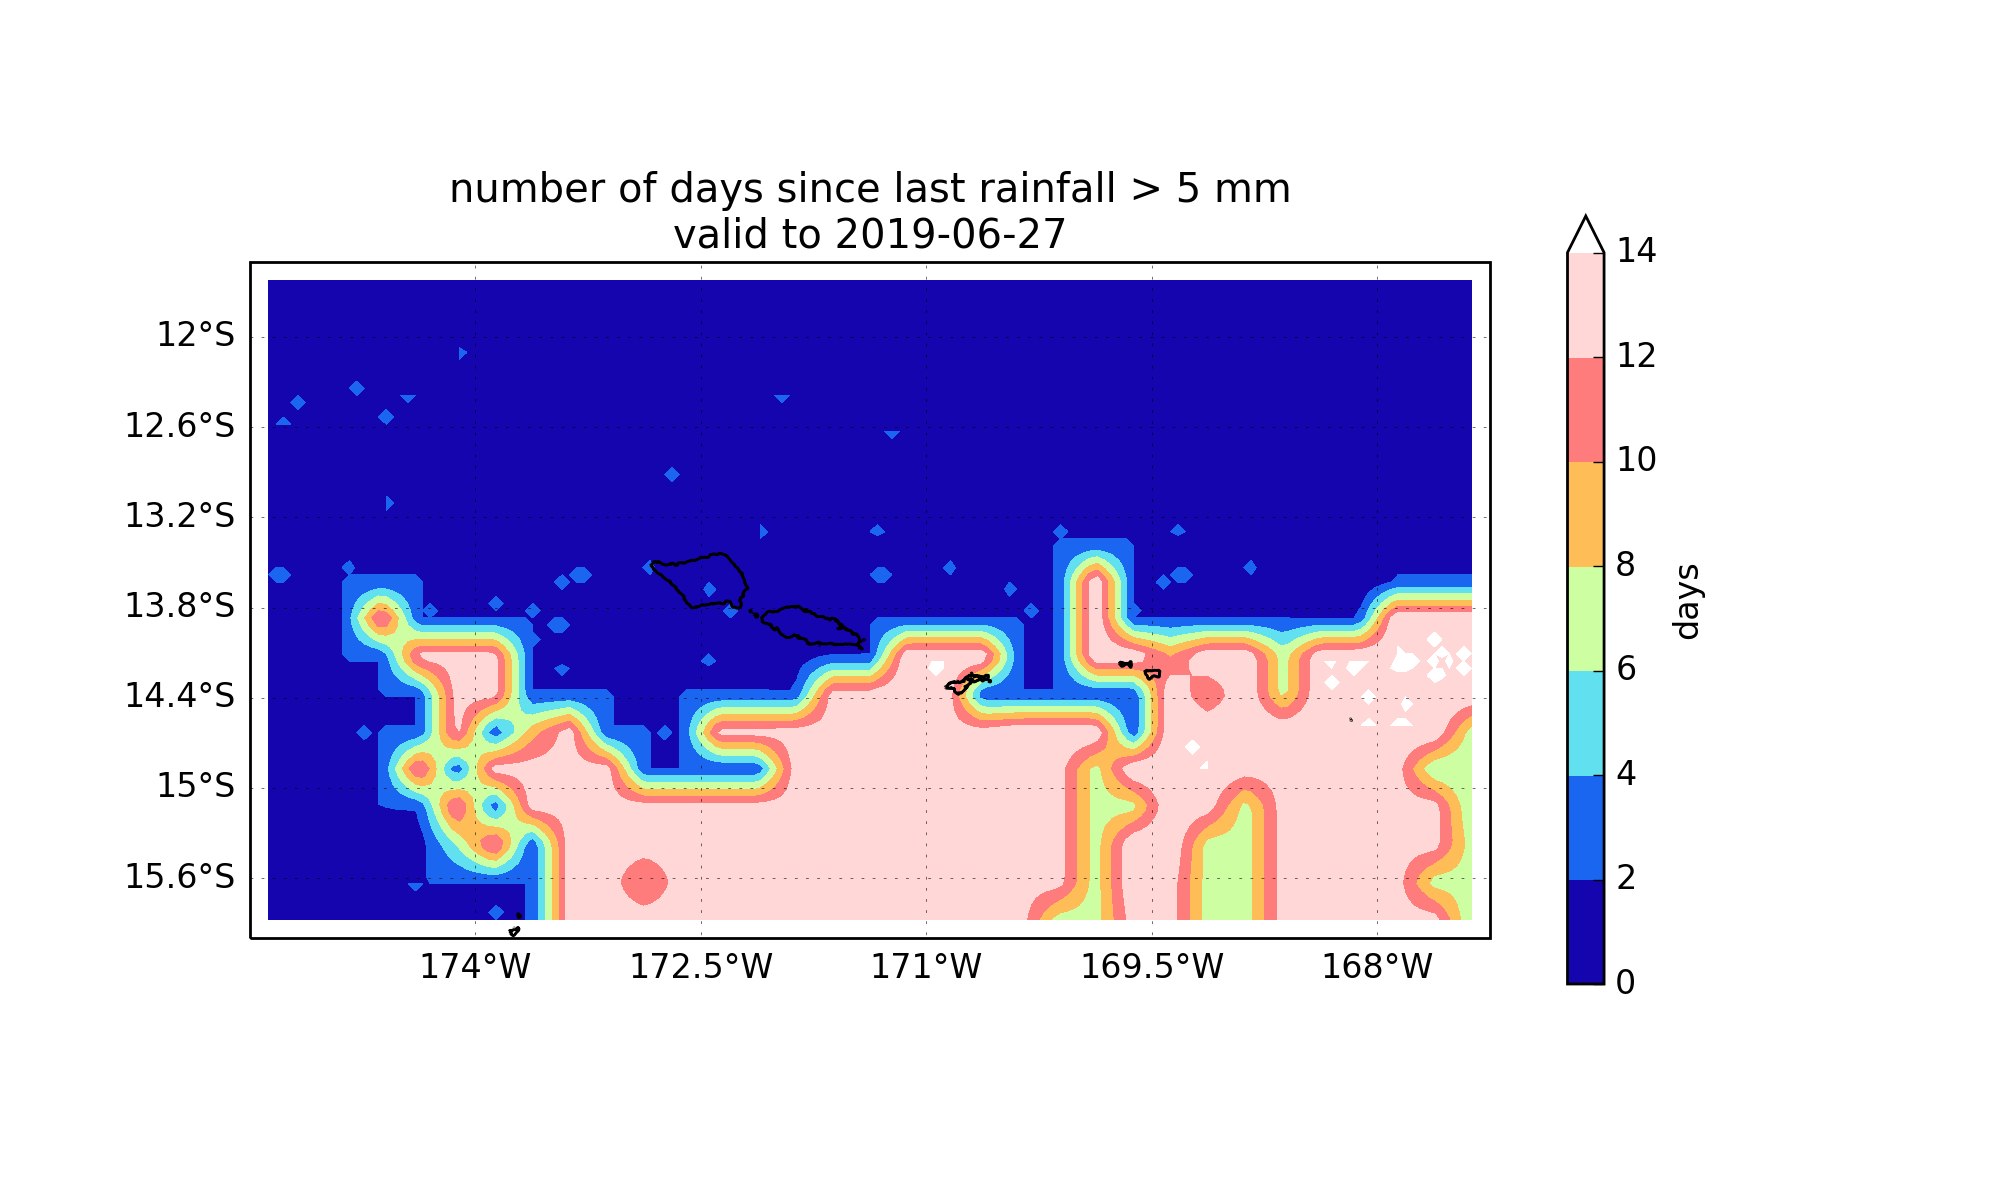 number of days since last rainfall > 5 mm
valid to 2019-06-27
12°S
12.6°S
13.2°S
13.8°S
14.4°S
15°S
15.6°S
174°W
172.5°W
171°W
169.5°W
168°W
14
12
10
8
6
4
2
0
days